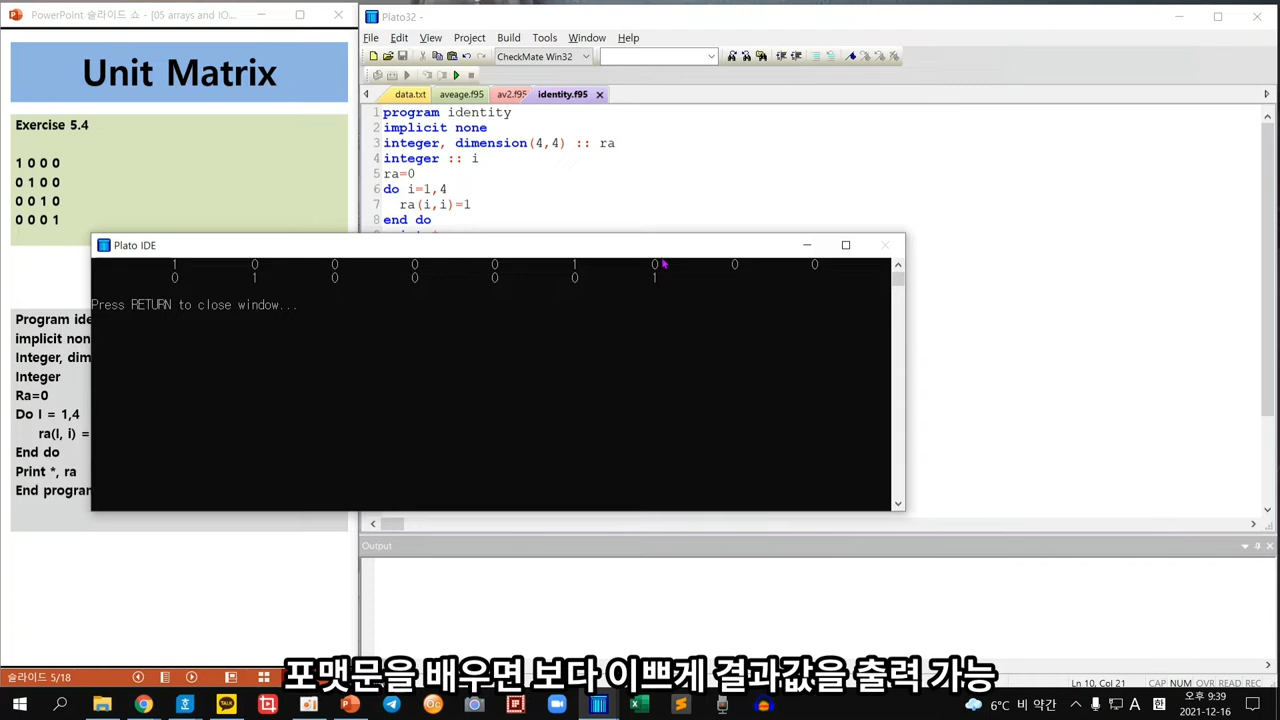 PowerPoint 슬라이드 쇼 - [05 arrays and IO...
Unit Matrix
Exercise 5.4
1 0 0 0
0 1 0 0
0 0 1 0
0 0 0 1
Program ide
implicit non
Integer, dim
Integer
Ra=0
Do I = 1,4
ra(I, i) =
End do
Print *, ra
End program
슬라이드 5/18
Plato32 -
File Edit View Project Build Tools Window Help
CheckMate Win32
data.txt aveage.f95 av2.f95 identity.f95
1 program identity
2 implicit none
3 integer, dimension(4,4) :: ra
4 integer :: i
5 ra=0
6 do i=1,4
7 ra(i,i)=1
8 end do
Plato IDE
1 0 0 0 0 1 0 0 0
0 1 0 0 0 0 1
Press RETURN to close window...
Output
포맷문을 배우면 보다 이쁘게 결과값을 출력 가능
Ln 10, Col 21 CAP NUM OVR READ REC
6°C 비 약간
A
한
오후 9:39
2021-12-16